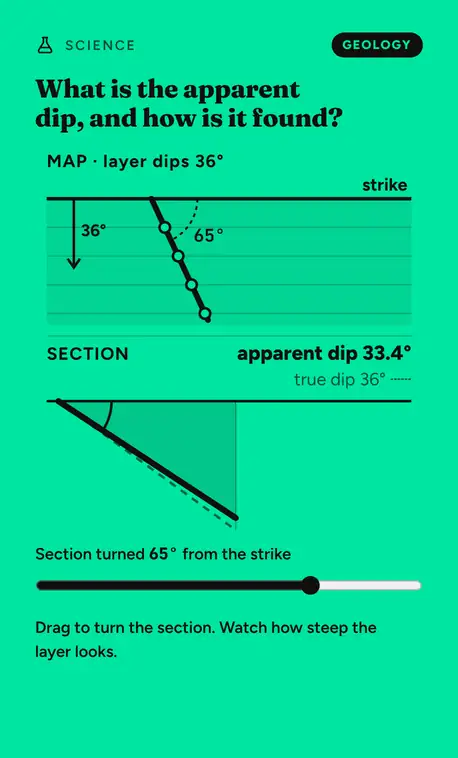 SCIENCE
GEOLOGY
What is the apparent
dip, and how is it found?
MAP · layer dips 36°
strike
36°
65°
SECTION
apparent dip 33.4°
true dip 36°
Section turned 65° from the strike
Drag to turn the section. Watch how steep the
layer looks.